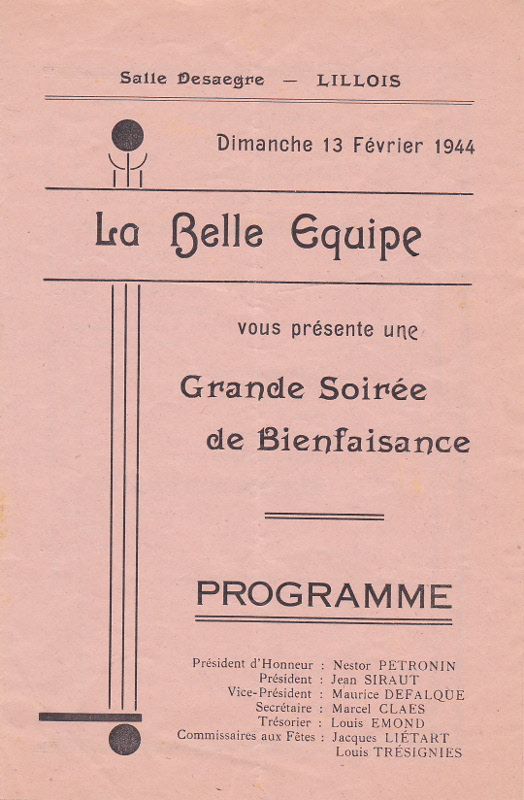 Salle Desaegre — LILLOIS
Dimanche 13 Février 1944
La Belle Equipe
vous présente une
Grande Soirée
de Bienfaisance
PROGRAMME
Président d'Honneur : Nestor PETRONIN
Président : Jean SIRAUT
Vice-Président : Maurice DEFALQUE
Secrétaire : Marcel CLAES
Trésorier : Louis EMOND
Commissaires aux Fêtes : Jacques LIÉTART
Louis TRÉSIGNIES